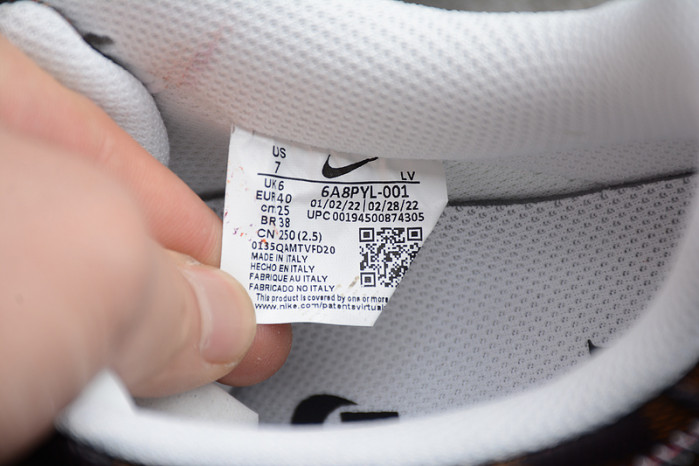 US
7
LV
UK 6
EUR 40
cm 25
BR 38
CN 250 (2.5)
6A8PYL-001
01/02/22 02/28/22
UPC 00194500874305
0135QAMTVFD20
MADE IN ITALY
HECHO EN ITALY
FABRIQUE AU ITALY
FABRICADO NO ITALY
This product is covered by one or more
www.nike.com/patentsvirtual